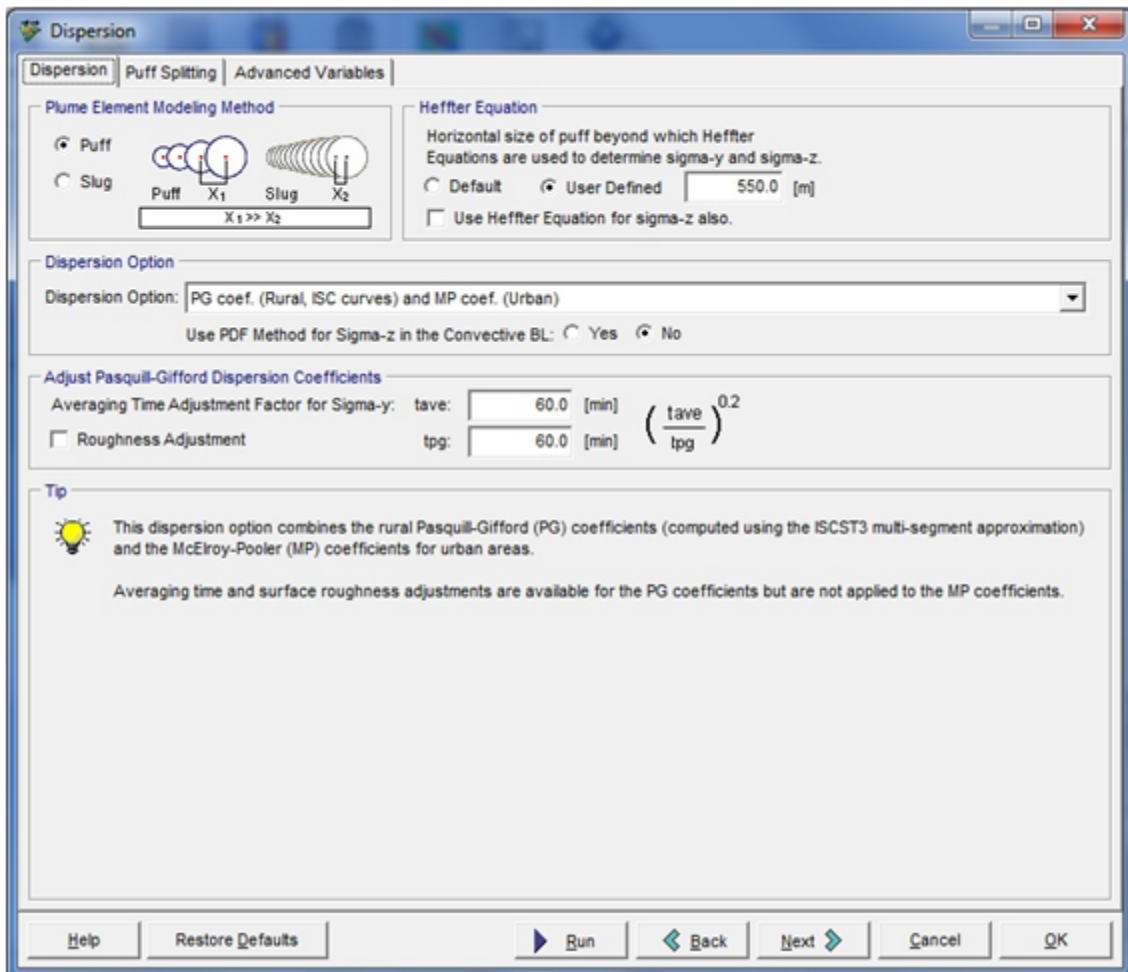 Dispersion
Dispersion Puff Splitting Advanced Variables
Plume Element Modeling Method
Puff
Slug
Puff X1 Slug X2
X1 >> X2
Heffter Equation
Horizontal size of puff beyond which Heffter
Equations are used to determine sigma-y and sigma-z.
Default User Defined 550.0 [m]
Use Heffter Equation for sigma-z also.
Dispersion Option
Dispersion Option: PG coef. (Rural, ISC curves) and MP coef. (Urban)
Use PDF Method for Sigma-z in the Convective BL: Yes No
Adjust Pasquill-Gifford Dispersion Coefficients
Averaging Time Adjustment Factor for Sigma-y: tave: 60.0 [min]
Roughness Adjustment tpg: 60.0 [min]
(tave/tpg)^0.2
Tip
This dispersion option combines the rural Pasquill-Gifford (PG) coefficients (computed using the ISCST3 multi-segment approximation)
and the McElroy-Pooler (MP) coefficients for urban areas.
Averaging time and surface roughness adjustments are available for the PG coefficients but are not applied to the MP coefficients.
Help Restore Defaults Run Back Next Cancel OK